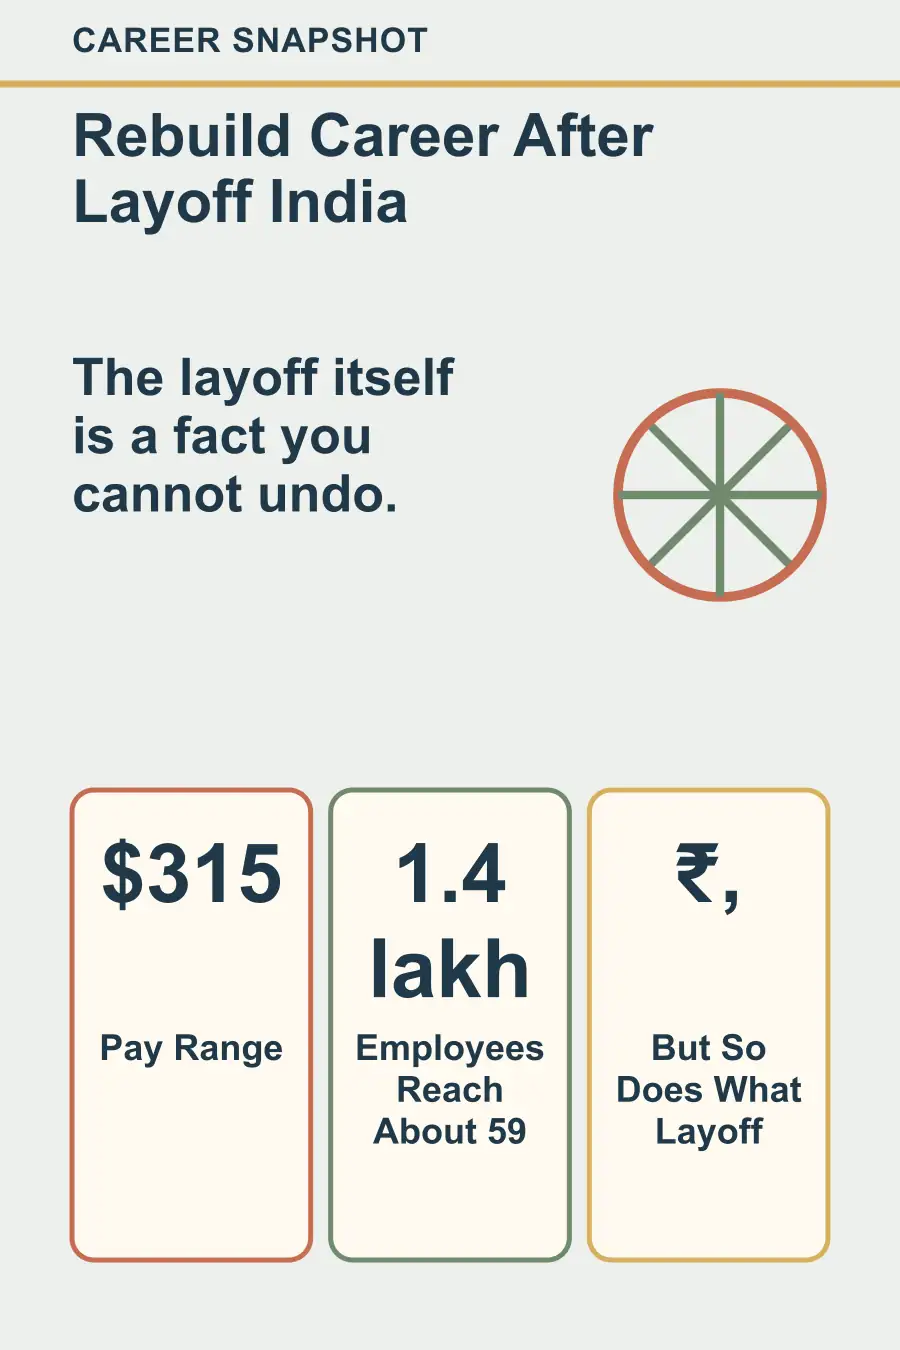 CAREER SNAPSHOT
Rebuild Career After
Layoff India
The layoff itself
is a fact you
cannot undo.
$315
Pay Range
1.4
lakh
Employees
Reach
About 59
₹,
But So
Does What
Layoff